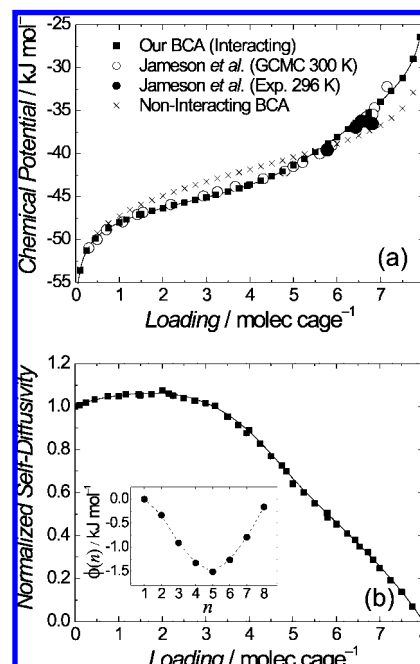 Chemical Potential / kJ mol⁻¹
-25
-30
-35
-40
-45
-50
-55
■ Our BCA (Interacting)
○ Jameson et al. (GCMC 300 K)
● Jameson et al. (Exp. 296 K)
× Non-Interacting BCA
(a)
0 1 2 3 4 5 6 7
Loading / molec cage⁻¹
Normalized Self-Diffusivity
1.2
1.0
0.8
0.6
0.4
0.2
0.0
ϕ(n) / kJ mol⁻¹
0.0
-0.5
-1.0
-1.5
1 2 3 4 5 6 7 8
n
(b)
0 1 2 3 4 5 6 7
Loading / molec cage⁻¹